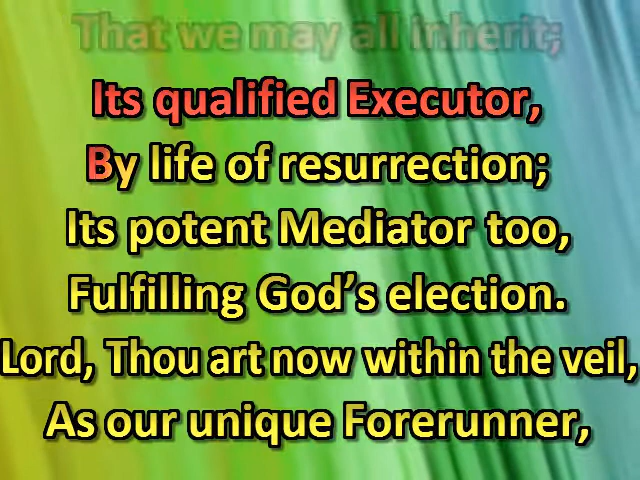 That we may all inherit;
Its qualified Executor,
By life of resurrection;
Its potent Mediator too,
Fulfilling God's election.
Lord, Thou art now within the veil,
As our unique Forerunner,